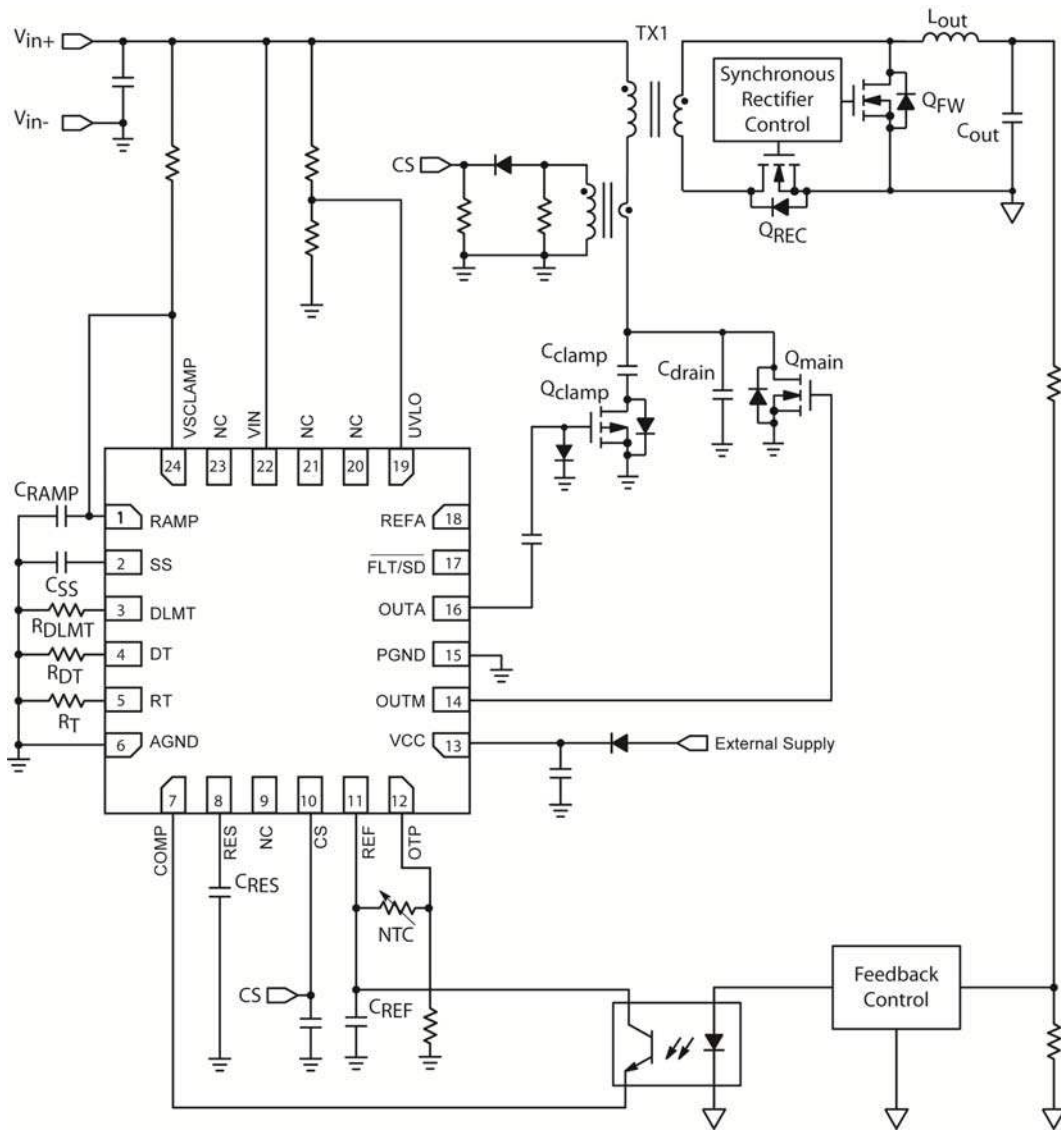 Vin+
TX1
Lout
Synchronous
Rectifier
Control
QFW
Cout
Vin-
CS
QREC
Cclamp
Cdrain
Qmain
Qclamp
VSCLAMP
NC
VIN
NC
NC
UVLO
24
23
22
21
20
19
CRAMP
1 RAMP
REFA 18
2 SS
FLT/SD 17
CSS
3 DLMT
OUTA 16
RDLMT
4 DT
PGND 15
RDT
5 RT
OUTM 14
RT
6 AGND
VCC 13
External Supply
7
8
9
10
11
12
COMP
RES
NC
CS
REF
OTP
CRES
NTC
CS
CREF
Feedback
Control